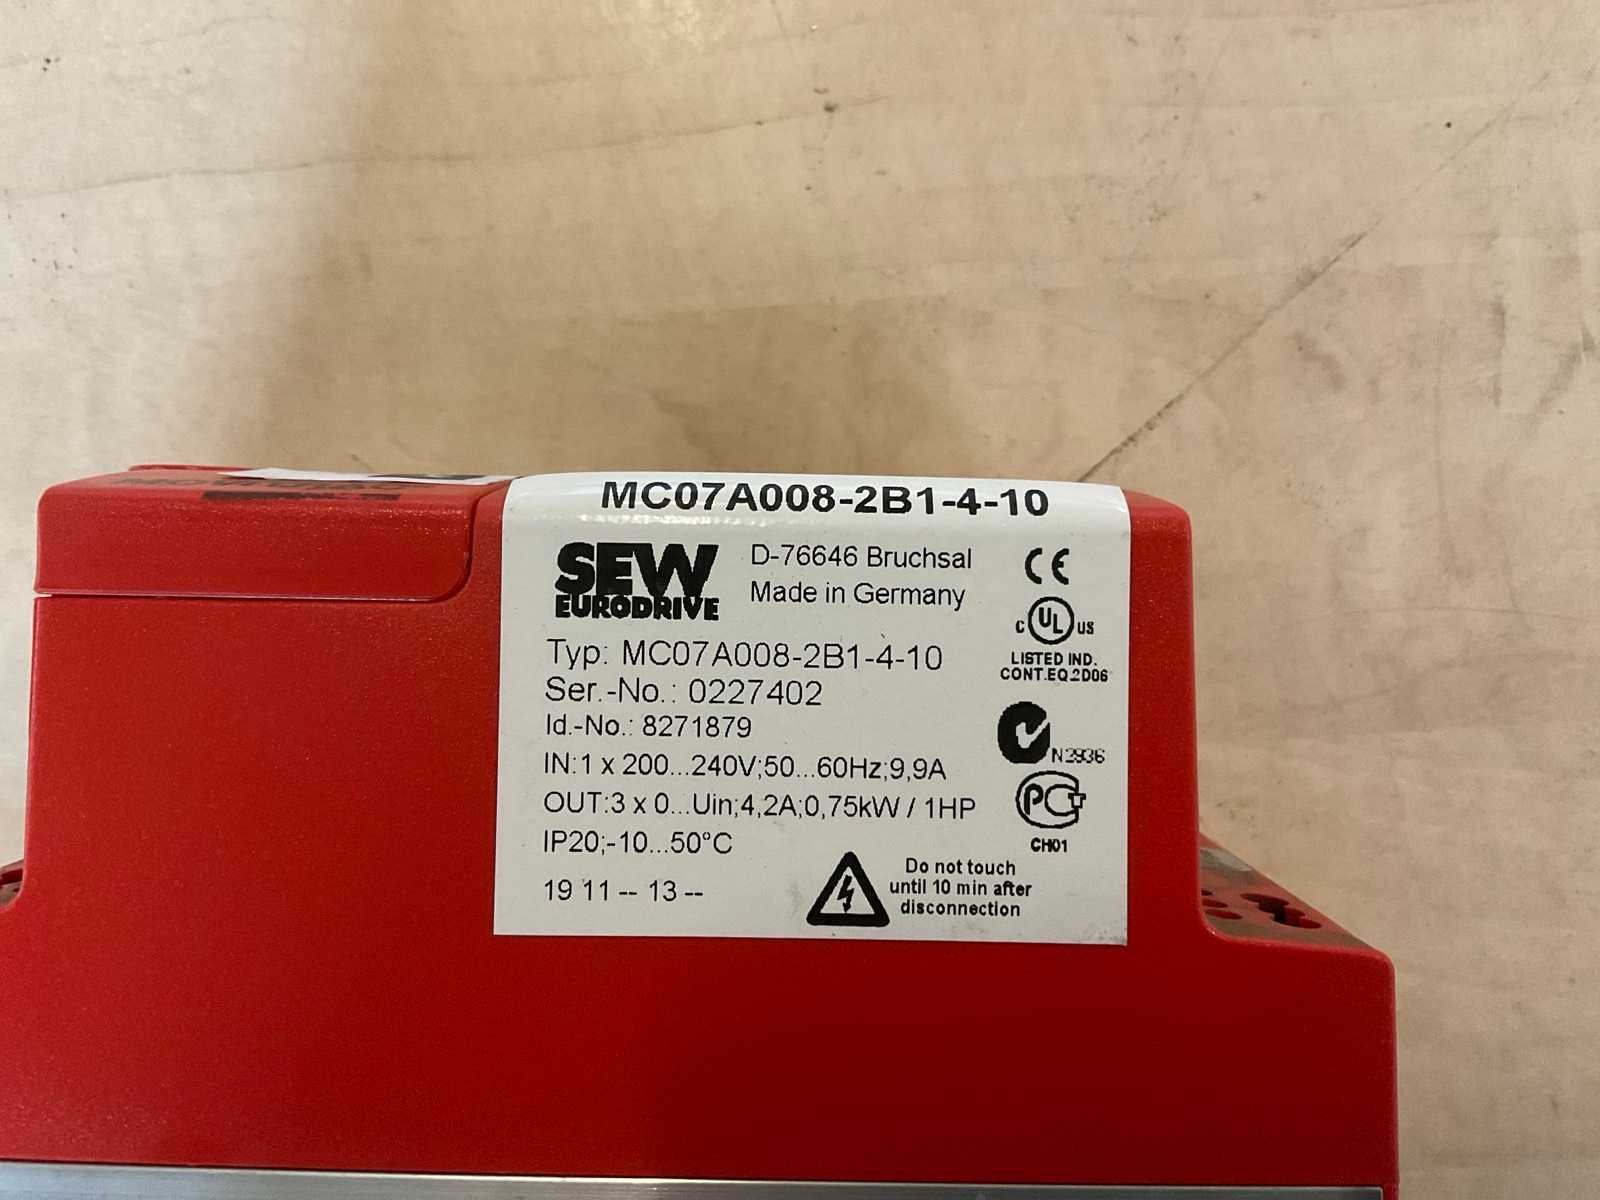 MC07A008-2B1-4-10
SEW
EURODRIVE
D-76646 Bruchsal
Made in Germany
Typ: MC07A008-2B1-4-10
Ser.-No.: 0227402
Id.-No.: 8271879
IN:1 x 200...240V;50...60Hz;9,9A
OUT:3 x 0...Uin;4,2A;0,75kW / 1HP
IP20;-10...50°C
19 11 -- 13 --
CE
C UL US
LISTED IND.
CONT.EQ.2D06
N2936
PCT
CH01
Do not touch
until 10 min after
disconnection